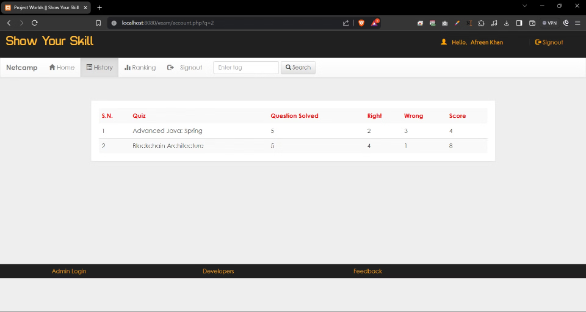 Project Worlds || Show Your Skill
localhost:8080/exam/account.php?q=2
VPN
Show Your Skill
Hello, Afreen Khan
Signout
Netcamp Home History Ranking Signout Enter tag Search
S.N. Quiz Question Solved Right Wrong Score
1 Advanced Java: Spring 5 2 3 4
2 Blockchain Architecture 5 4 1 8
Admin Login Developers Feedback